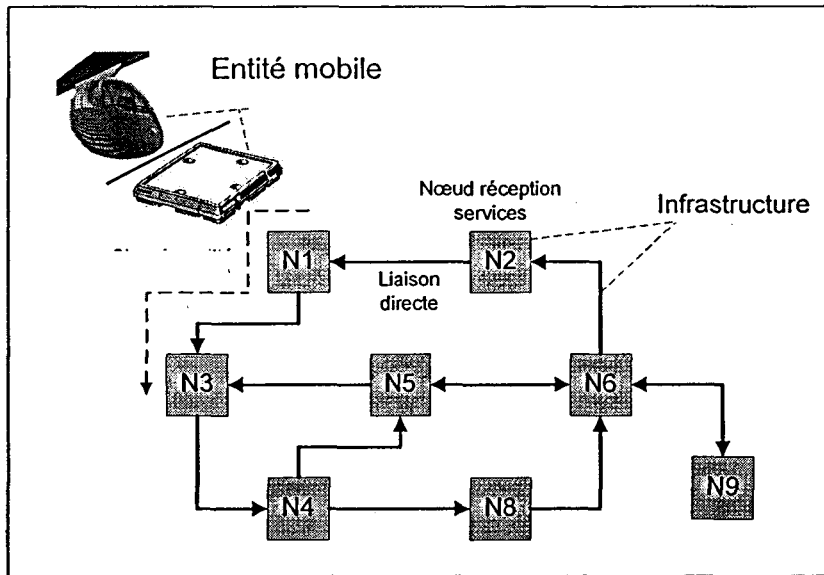 Entité mobile
Nœud réception
services
Infrastructure
N1
N2
Liaison
directe
N3
N5
N6
N4
N8
N9